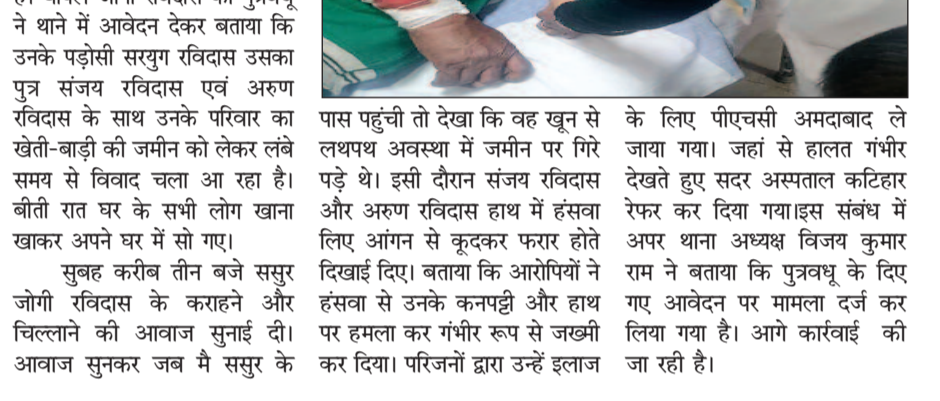 ने थाने में आवेदन देकर बताया कि
उनके पड़ोसी सरयुग रविदास उसका
पुत्र संजय रविदास एवं अरुण
रविदास के साथ उनके परिवार का
खेती-बाड़ी की जमीन को लेकर लंबे
समय से विवाद चला आ रहा है।
बीती रात घर के सभी लोग खाना
खाकर अपने घर में सो गए।
सुबह करीब तीन बजे ससुर
जोगी रविदास के कराहने और
चिल्लाने की आवाज सुनाई दी।
आवाज सुनकर जब मै ससुर के
पास पहुंची तो देखा कि वह खून से
लथपथ अवस्था में जमीन पर गिरे
पड़े थे। इसी दौरान संजय रविदास
और अरुण रविदास हाथ में हंसवा
लिए आंगन से कूदकर फरार होते
दिखाई दिए। बताया कि आरोपियों ने
हंसवा से उनके कनपट्टी और हाथ
पर हमला कर गंभीर रूप से जख्मी
कर दिया। परिजनों द्वारा उन्हें इलाज
के लिए पीएचसी अमदाबाद ले
जाया गया। जहां से हालत गंभीर
देखते हुए सदर अस्पताल कटिहार
रेफर कर दिया गया।इस संबंध में
अपर थाना अध्यक्ष विजय कुमार
राम ने बताया कि पुत्रवधू के दिए
गए आवेदन पर मामला दर्ज कर
लिया गया है। आगे कार्रवाई की
जा रही है।